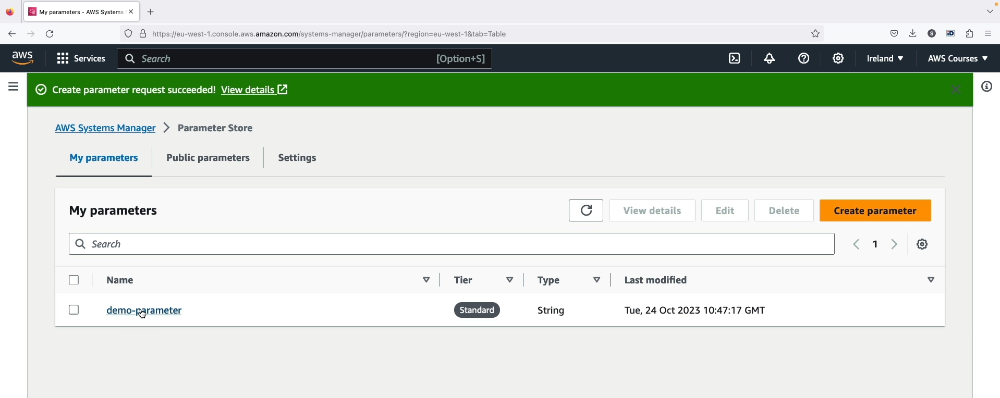 My parameters - AWS Systems
https://eu-west-1.console.aws.amazon.com/systems-manager/parameters/?region=eu-west-1&tab=Table
S
iD
aws
Services
Search
[Option+S]
Ireland
AWS Courses
Create parameter request succeeded! View details
AWS Systems Manager > Parameter Store
My parameters
Public parameters
Settings
My parameters
View details
Edit
Delete
Create parameter
Search
1
Name
Tier
Type
Last modified
demo-parameter
Standard
String
Tue, 24 Oct 2023 10:47:17 GMT